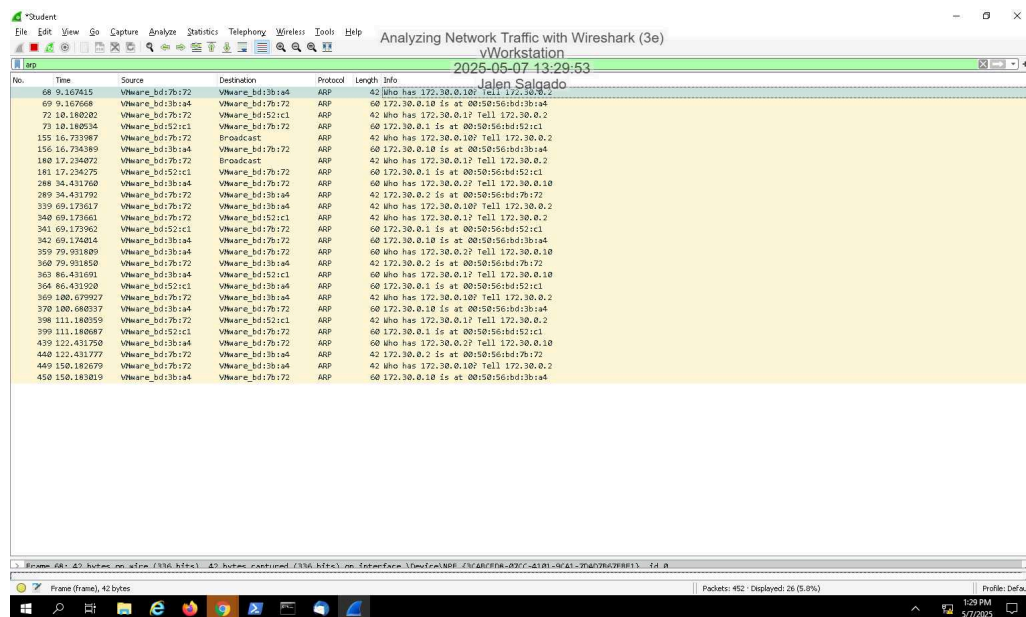 *Student
File Edit View Go Capture Analyze Statistics Telephony Wireless Tools Help
Analyzing Network Traffic with Wireshark (3e)
vWorkstation
2025-05-07 13:29:53
Jalen Salgado
arp
No. Time Source Destination Protocol Length Info
68 9.167415 VMware_bd:7b:72 VMware_bd:3b:a4 ARP 42 Who has 172.30.0.10? Tell 172.30.0.2
69 9.167668 VMware_bd:3b:a4 VMware_bd:7b:72 ARP 60 172.30.0.10 is at 00:50:56:bd:3b:a4
72 10.180202 VMware_bd:7b:72 VMware_bd:52:c1 ARP 42 Who has 172.30.0.1? Tell 172.30.0.2
73 10.180534 VMware_bd:52:c1 VMware_bd:7b:72 ARP 60 172.30.0.1 is at 00:50:56:bd:52:c1
155 16.733987 VMware_bd:7b:72 Broadcast ARP 42 Who has 172.30.0.10? Tell 172.30.0.2
156 16.734389 VMware_bd:3b:a4 VMware_bd:7b:72 ARP 60 172.30.0.10 is at 00:50:56:bd:3b:a4
180 17.234072 VMware_bd:7b:72 Broadcast ARP 42 Who has 172.30.0.1? Tell 172.30.0.2
181 17.234275 VMware_bd:52:c1 VMware_bd:7b:72 ARP 60 172.30.0.1 is at 00:50:56:bd:52:c1
288 34.431760 VMware_bd:3b:a4 VMware_bd:7b:72 ARP 60 Who has 172.30.0.2? Tell 172.30.0.10
289 34.431792 VMware_bd:7b:72 VMware_bd:3b:a4 ARP 42 172.30.0.2 is at 00:50:56:bd:7b:72
339 69.173617 VMware_bd:7b:72 VMware_bd:3b:a4 ARP 42 Who has 172.30.0.10? Tell 172.30.0.2
340 69.173661 VMware_bd:7b:72 VMware_bd:52:c1 ARP 42 Who has 172.30.0.1? Tell 172.30.0.2
341 69.173962 VMware_bd:52:c1 VMware_bd:7b:72 ARP 60 172.30.0.1 is at 00:50:56:bd:52:c1
342 69.174014 VMware_bd:3b:a4 VMware_bd:7b:72 ARP 60 172.30.0.10 is at 00:50:56:bd:3b:a4
359 79.931809 VMware_bd:3b:a4 VMware_bd:7b:72 ARP 60 Who has 172.30.0.2? Tell 172.30.0.10
360 79.931850 VMware_bd:7b:72 VMware_bd:3b:a4 ARP 42 172.30.0.2 is at 00:50:56:bd:7b:72
363 86.431691 VMware_bd:3b:a4 VMware_bd:52:c1 ARP 60 Who has 172.30.0.1? Tell 172.30.0.10
364 86.431920 VMware_bd:52:c1 VMware_bd:3b:a4 ARP 60 172.30.0.1 is at 00:50:56:bd:52:c1
369 100.679927 VMware_bd:7b:72 VMware_bd:3b:a4 ARP 42 Who has 172.30.0.10? Tell 172.30.0.2
370 100.680337 VMware_bd:3b:a4 VMware_bd:7b:72 ARP 60 172.30.0.10 is at 00:50:56:bd:3b:a4
398 111.180359 VMware_bd:7b:72 VMware_bd:52:c1 ARP 42 Who has 172.30.0.1? Tell 172.30.0.2
399 111.180687 VMware_bd:52:c1 VMware_bd:7b:72 ARP 60 172.30.0.1 is at 00:50:56:bd:52:c1
439 122.431750 VMware_bd:3b:a4 VMware_bd:7b:72 ARP 60 Who has 172.30.0.2? Tell 172.30.0.10
440 122.431777 VMware_bd:7b:72 VMware_bd:3b:a4 ARP 42 172.30.0.2 is at 00:50:56:bd:7b:72
449 150.182679 VMware_bd:7b:72 VMware_bd:3b:a4 ARP 42 Who has 172.30.0.10? Tell 172.30.0.2
450 150.183019 VMware_bd:3b:a4 VMware_bd:7b:72 ARP 60 172.30.0.10 is at 00:50:56:bd:3b:a4
Frame 68: 42 bytes on wire (336 bits), 42 bytes captured (336 bits) on interface
Frame (frame), 42 bytes Packets: 452 · Displayed: 26 (5.8%) Profile: Defau
1:29 PM
5/7/2025